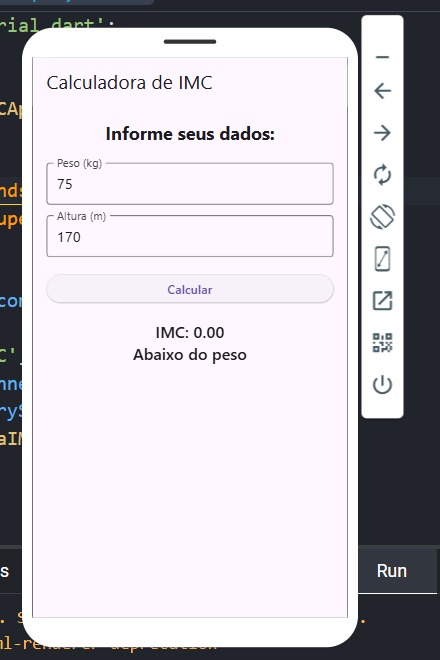 rial.dart';
Calculadora de IMC
CAp
Informe seus dados:
Peso (kg)
75
Altura (m)
170
Calcular
IMC: 0.00
Abaixo do peso
nds
upe
con
C'
nne
ryS
aIM
s
Run
. S
ml-renderer deprecation